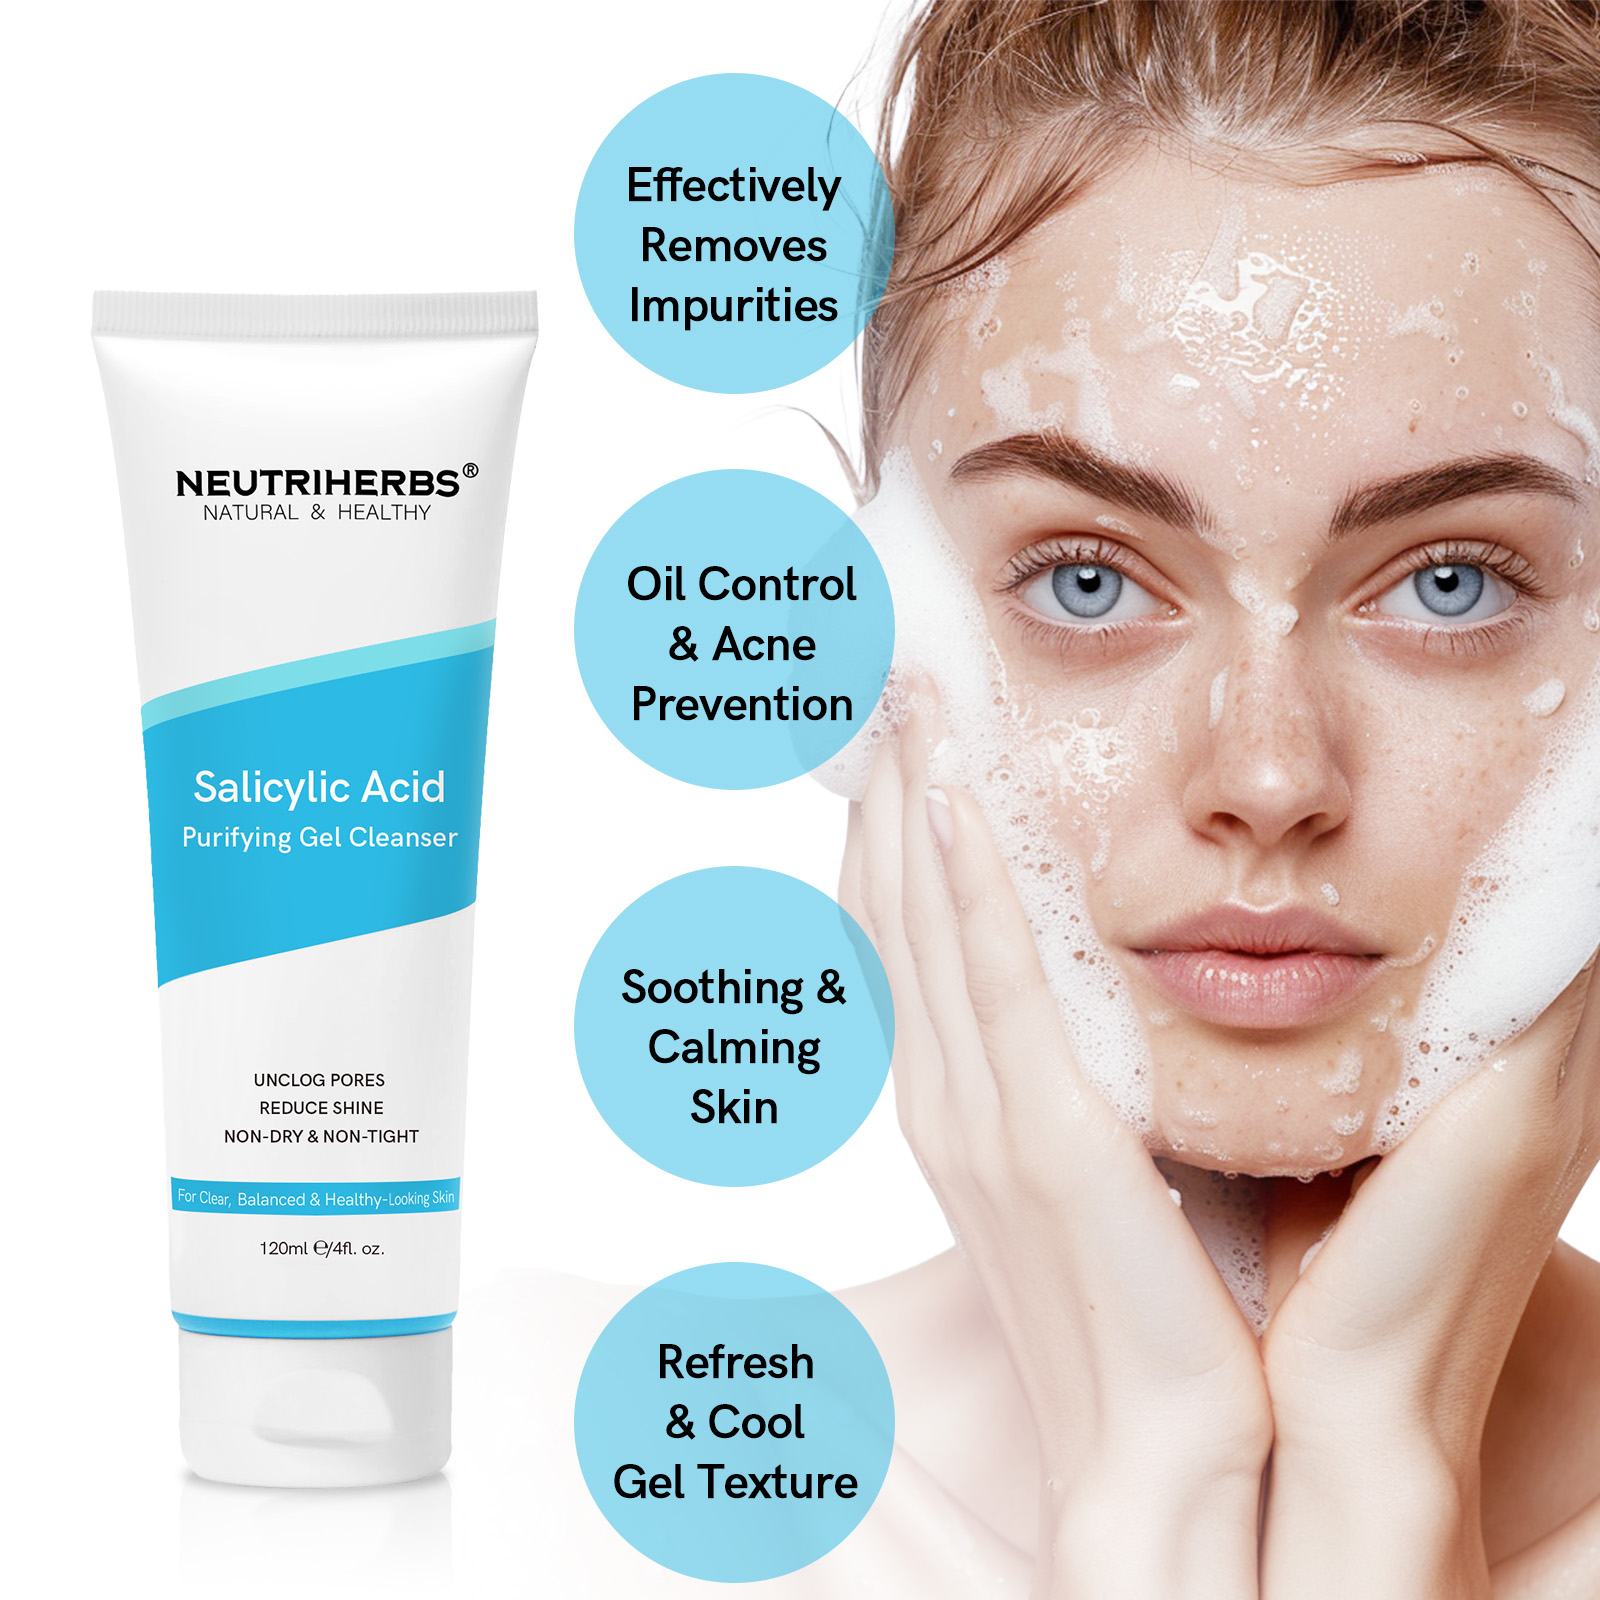 NEUTRIHERBS®
NATURAL & HEALTHY
Salicylic Acid
Purifying Gel Cleanser
UNCLOG PORES
REDUCE SHINE
NON-DRY & NON-TIGHT
For Clear, Balanced & Healthy-Looking Skin
120ml ℮/4fl. oz.
Effectively
Removes
Impurities
Oil Control
& Acne
Prevention
Soothing &
Calming
Skin
Refresh
& Cool
Gel Texture